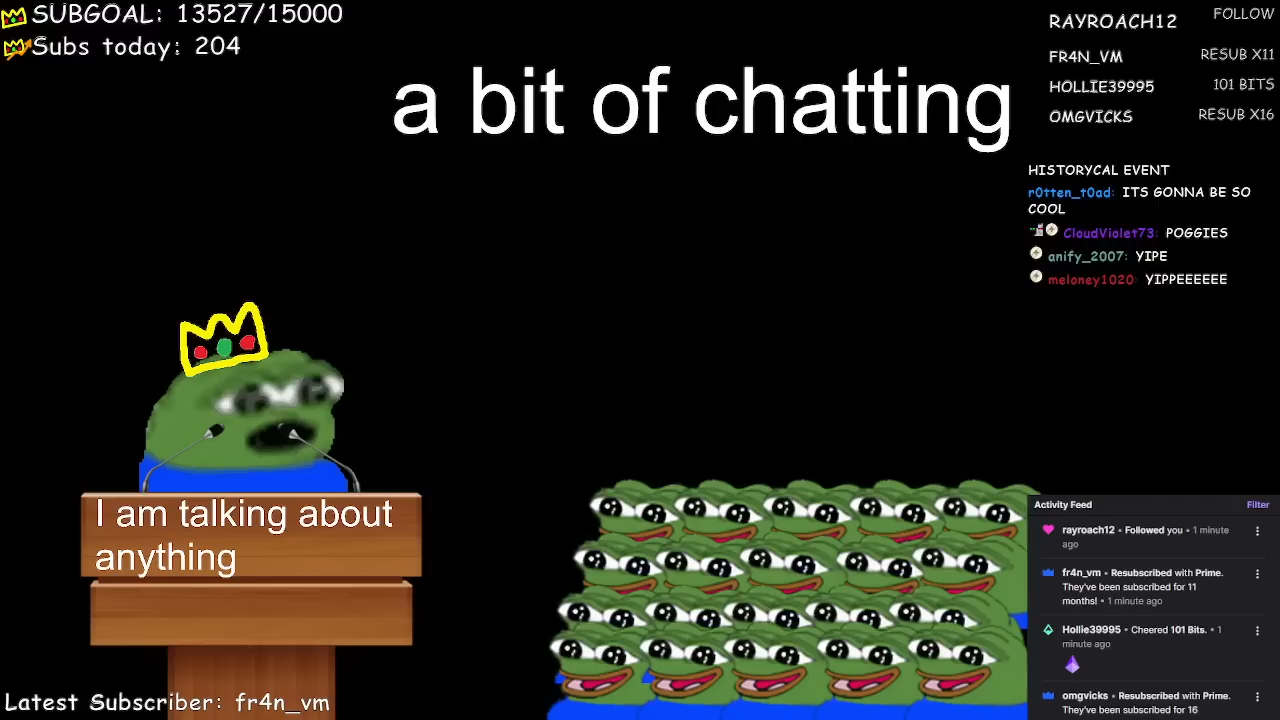 SUBGOAL: 13527/15000
Subs today: 204
a bit of chatting
RAYROACH12 FOLLOW
FR4N_VM RESUB X11
HOLLIE39995 101 BITS
OMGVICKS RESUB X16
HISTORYCAL EVENT
r0tten_t0ad: ITS GONNA BE SO
COOL
CloudViolet73: POGGIES
anify_2007: YIPE
meloney1020: YIPPEEEEEE
I am talking about
anything
Latest Subscriber: fr4n_vm
Activity Feed Filter
rayroach12 • Followed you • 1 minute
ago
fr4n_vm • Resubscribed with Prime.
They've been subscribed for 11
months! • 1 minute ago
Hollie39995 • Cheered 101 Bits. • 1
minute ago
omgvicks • Resubscribed with Prime.
They've been subscribed for 16